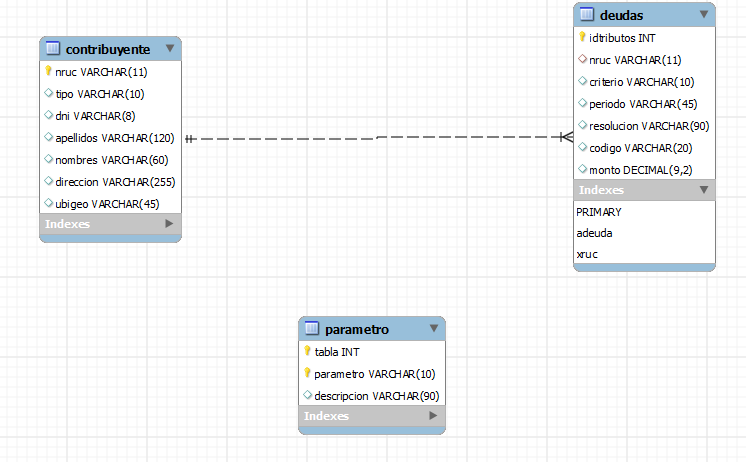 contribuyente
nruc VARCHAR(11)
tipo VARCHAR(10)
dni VARCHAR(8)
apellidos VARCHAR(120)
nombres VARCHAR(60)
direccion VARCHAR(255)
ubigeo VARCHAR(45)
Indexes
deudas
idtributos INT
nruc VARCHAR(11)
criterio VARCHAR(10)
periodo VARCHAR(45)
resolucion VARCHAR(90)
codigo VARCHAR(20)
monto DECIMAL(9,2)
Indexes
PRIMARY
adeuda
xruc
parametro
tabla INT
parametro VARCHAR(10)
descripcion VARCHAR(90)
Indexes